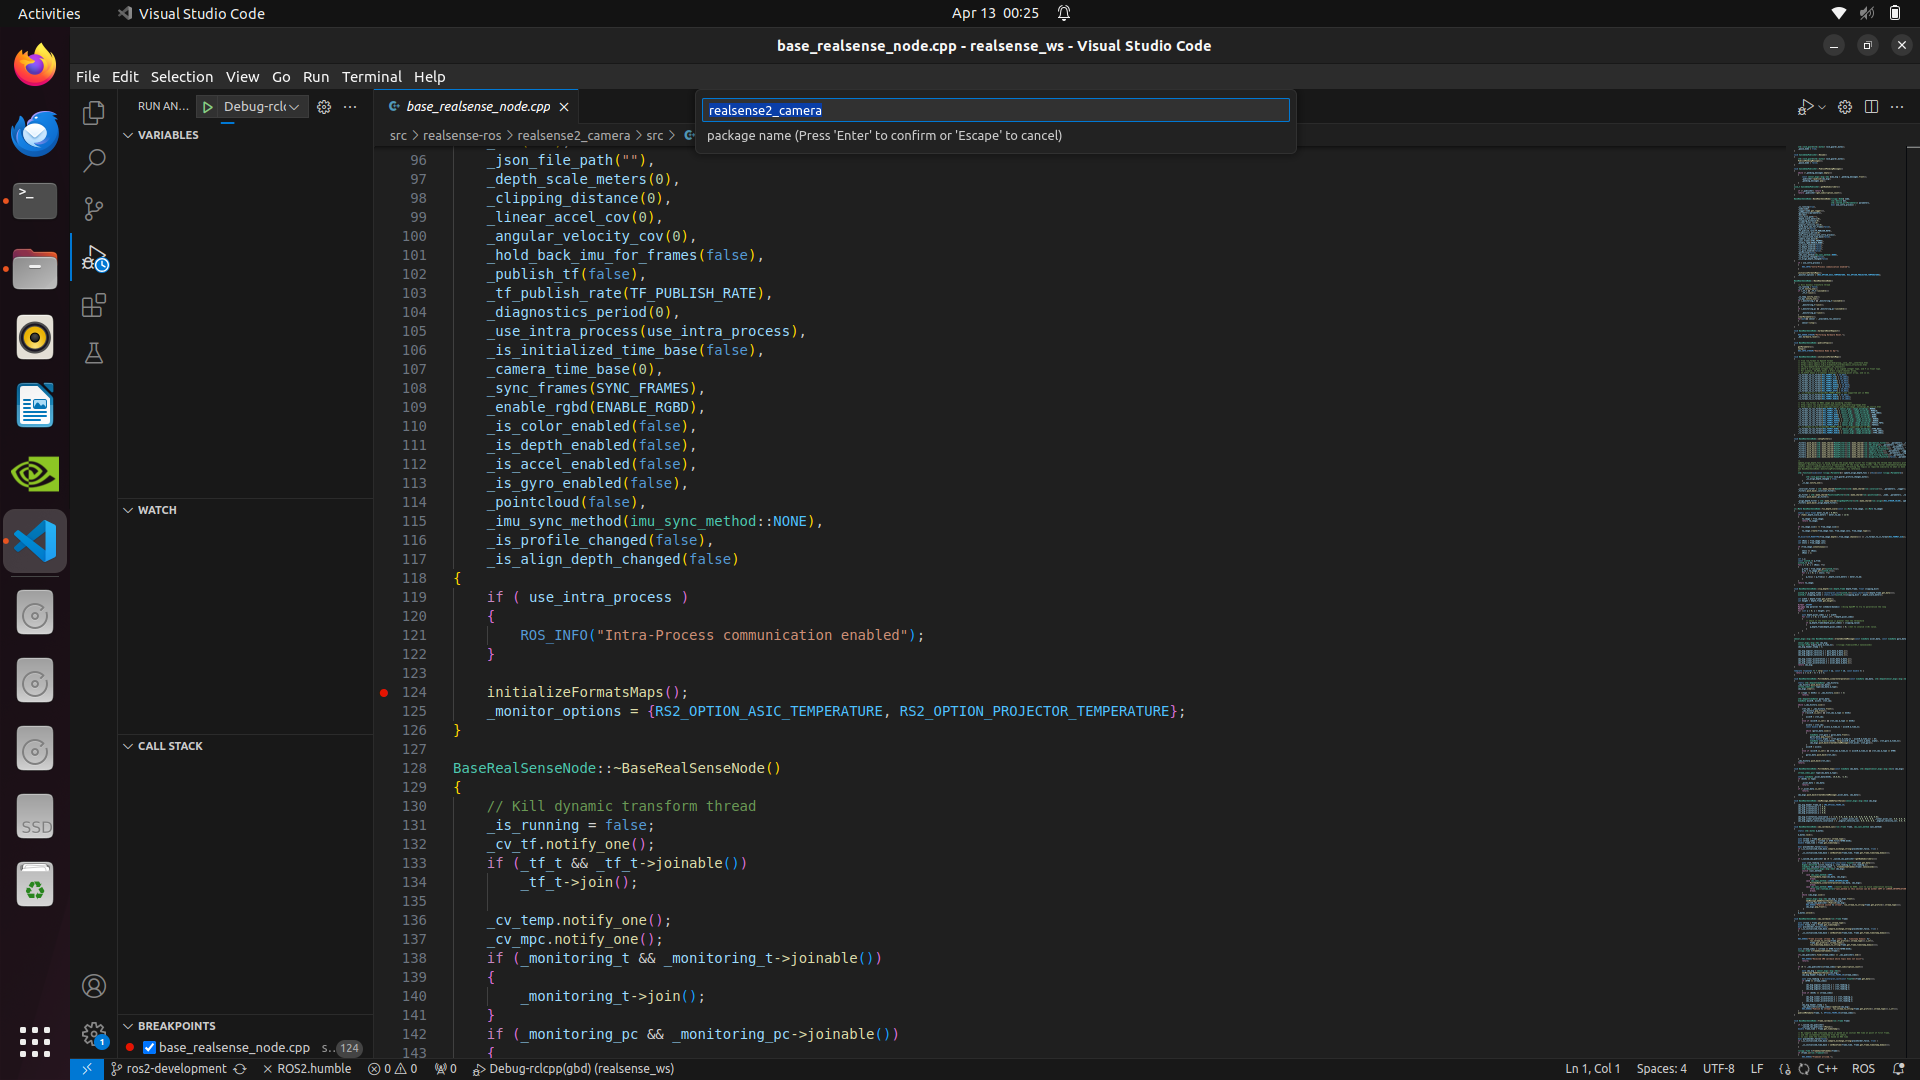 Activities
Visual Studio Code
Apr 13 00:25
base_realsense_node.cpp - realsense_ws - Visual Studio Code
File Edit Selection View Go Run Terminal Help
RUN AN...
Debug-rcl
base_realsense_node.cpp
realsense2_camera
package name (Press 'Enter' to confirm or 'Escape' to cancel)
src > realsense-ros > realsense2_camera > src >
VARIABLES
WATCH
CALL STACK
BREAKPOINTS
base_realsense_node.cpp s.. 124
96 _json_file_path(""),
97 _depth_scale_meters(0),
98 _clipping_distance(0),
99 _linear_accel_cov(0),
100 _angular_velocity_cov(0),
101 _hold_back_imu_for_frames(false),
102 _publish_tf(false),
103 _tf_publish_rate(TF_PUBLISH_RATE),
104 _diagnostics_period(0),
105 _use_intra_process(use_intra_process),
106 _is_initialized_time_base(false),
107 _camera_time_base(0),
108 _sync_frames(SYNC_FRAMES),
109 _enable_rgbd(ENABLE_RGBD),
110 _is_color_enabled(false),
111 _is_depth_enabled(false),
112 _is_accel_enabled(false),
113 _is_gyro_enabled(false),
114 _pointcloud(false),
115 _imu_sync_method(imu_sync_method::NONE),
116 _is_profile_changed(false),
117 _is_align_depth_changed(false)
118 {
119 if ( use_intra_process )
120 {
121 ROS_INFO("Intra-Process communication enabled");
122 }
123
124 initializeFormatsMaps();
125 _monitor_options = {RS2_OPTION_ASIC_TEMPERATURE, RS2_OPTION_PROJECTOR_TEMPERATURE};
126 }
127
128 BaseRealSenseNode::~BaseRealSenseNode()
129 {
130 // Kill dynamic transform thread
131 _is_running = false;
132 _cv_tf.notify_one();
133 if (_tf_t && _tf_t->joinable())
134 _tf_t->join();
135
136 _cv_temp.notify_one();
137 _cv_mpc.notify_one();
138 if (_monitoring_t && _monitoring_t->joinable())
139 {
140 _monitoring_t->join();
141 }
142 if (_monitoring_pc && _monitoring_pc->joinable())
143 {
SSD
1
ros2-development
ROS2.humble
0 0
0
Debug-rclcpp(gbd) (realsense_ws)
Ln 1, Col 1
Spaces: 4
UTF-8
LF
C++
ROS